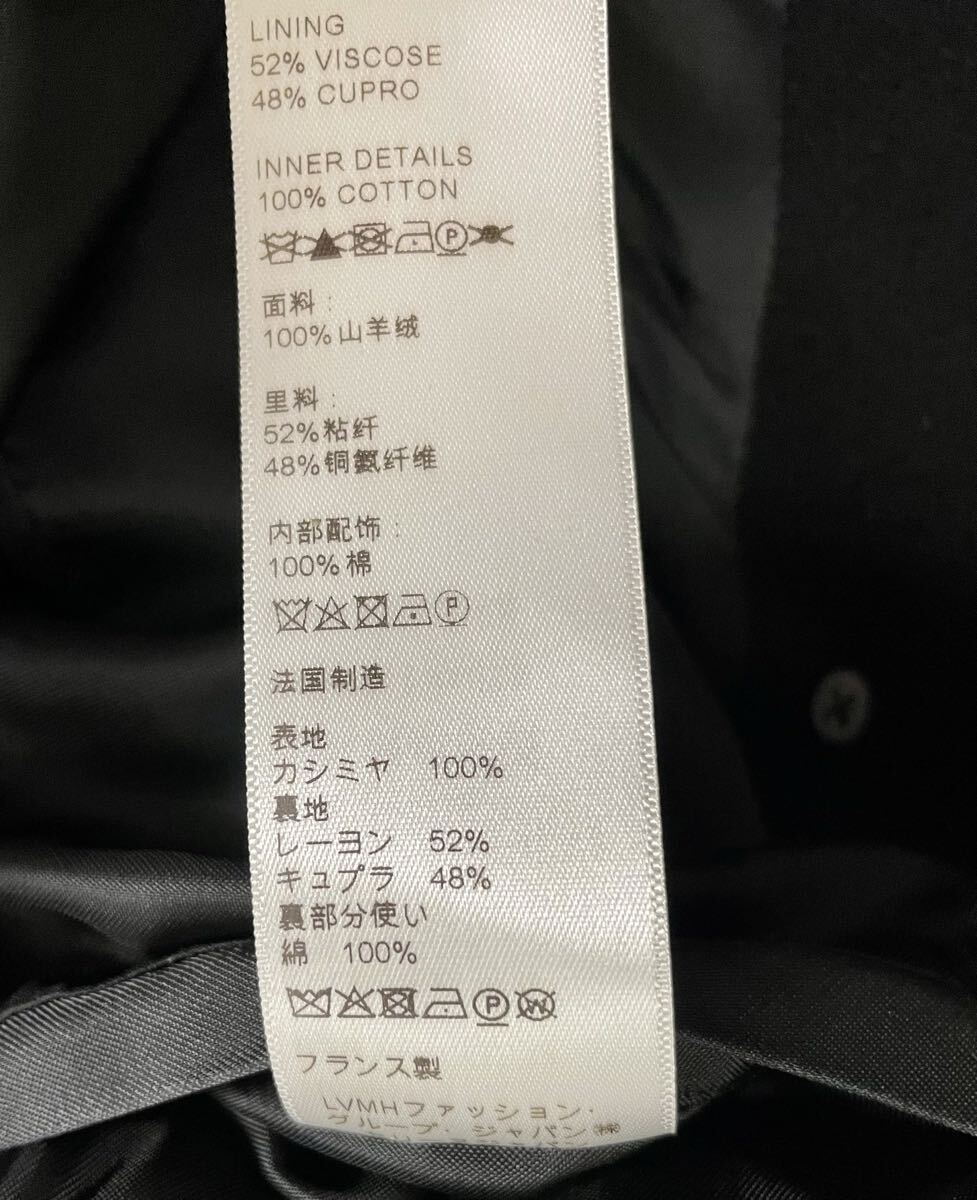 LINING
52% VISCOSE
48% CUPRO
INNER DETAILS
100% COTTON
P
面料：
100%山羊绒
里料：
52%粘纤
48%铜氨纤维
内部配饰：
100%棉
P
法国制造
表地
カシミヤ 100%
裏地
レーヨン 52%
キュプラ 48%
裏部分使い
綿 100%
P W
フランス製
LVMHファッション・
グループ・ジャパン㈱